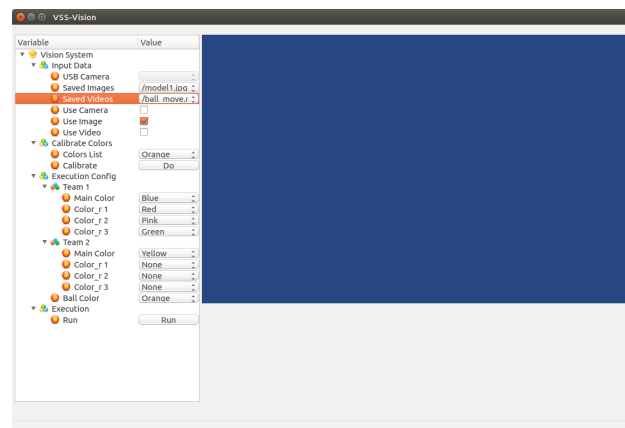 VSS-Vision
Variable Value
Vision System
Input Data
USB Camera
Saved Images /model1.jpg
Saved Videos /ball_move.
Use Camera
Use Image
Use Video
Calibrate Colors
Colors List Orange
Calibrate Do
Execution Config
Team 1
Main Color Blue
Color_r 1 Red
Color_r 2 Pink
Color_r 3 Green
Team 2
Main Color Yellow
Color_r 1 None
Color_r 2 None
Color_r 3 None
Ball Color Orange
Execution
Run Run